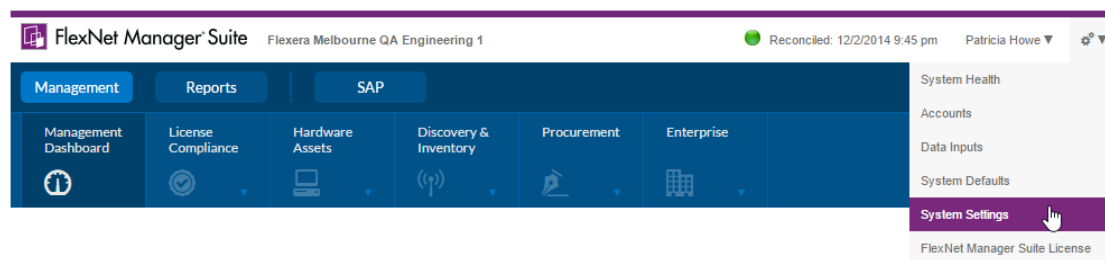 FlexNet Manager Suite Flexera Melbourne QA Engineering 1 Reconciled: 12/2/2014 9:45 pm Patricia Howe
Management Reports SAP
Management Dashboard
License Compliance
Hardware Assets
Discovery & Inventory
Procurement
Enterprise
System Health
Accounts
Data Inputs
System Defaults
System Settings
FlexNet Manager Suite License